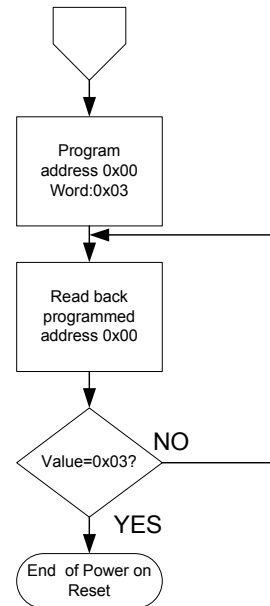 Program
address 0x00
Word:0x03
Read back
programmed
address 0x00
Value=0x03?
NO
YES
End of Power on
Reset